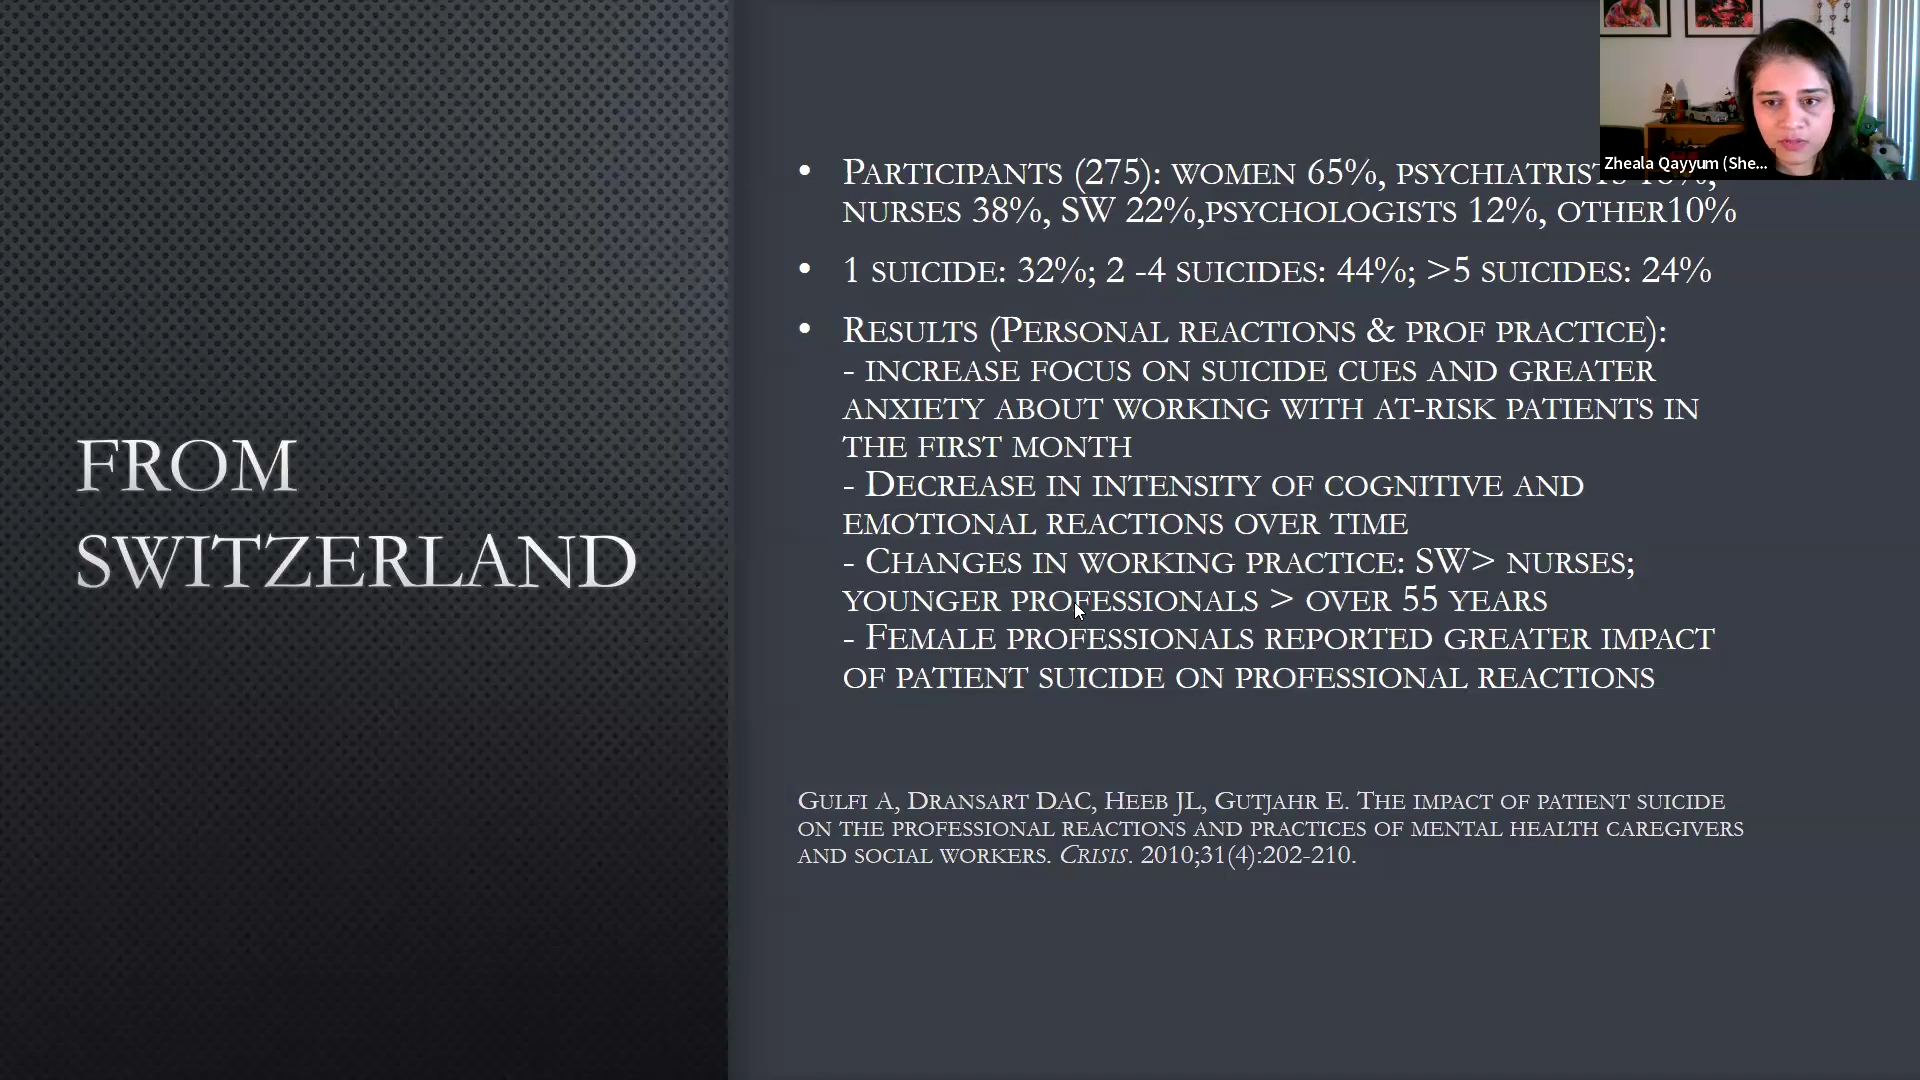 FROM
SWITZERLAND
• PARTICIPANTS (275): WOMEN 65%, PSYCHIATRISTS
NURSES 38%, SW 22%,PSYCHOLOGISTS 12%, OTHER10%
• 1 SUICIDE: 32%; 2 -4 SUICIDES: 44%; >5 SUICIDES: 24%
• RESULTS (PERSONAL REACTIONS & PROF PRACTICE):
- INCREASE FOCUS ON SUICIDE CUES AND GREATER
ANXIETY ABOUT WORKING WITH AT-RISK PATIENTS IN
THE FIRST MONTH
- DECREASE IN INTENSITY OF COGNITIVE AND
EMOTIONAL REACTIONS OVER TIME
- CHANGES IN WORKING PRACTICE: SW> NURSES;
YOUNGER PROFESSIONALS > OVER 55 YEARS
- FEMALE PROFESSIONALS REPORTED GREATER IMPACT
OF PATIENT SUICIDE ON PROFESSIONAL REACTIONS
GULFI A, DRANSART DAC, HEEB JL, GUTJAHR E. THE IMPACT OF PATIENT SUICIDE
ON THE PROFESSIONAL REACTIONS AND PRACTICES OF MENTAL HEALTH CAREGIVERS
AND SOCIAL WORKERS. CRISIS. 2010;31(4):202-210.
Zheala Qayyum (She...